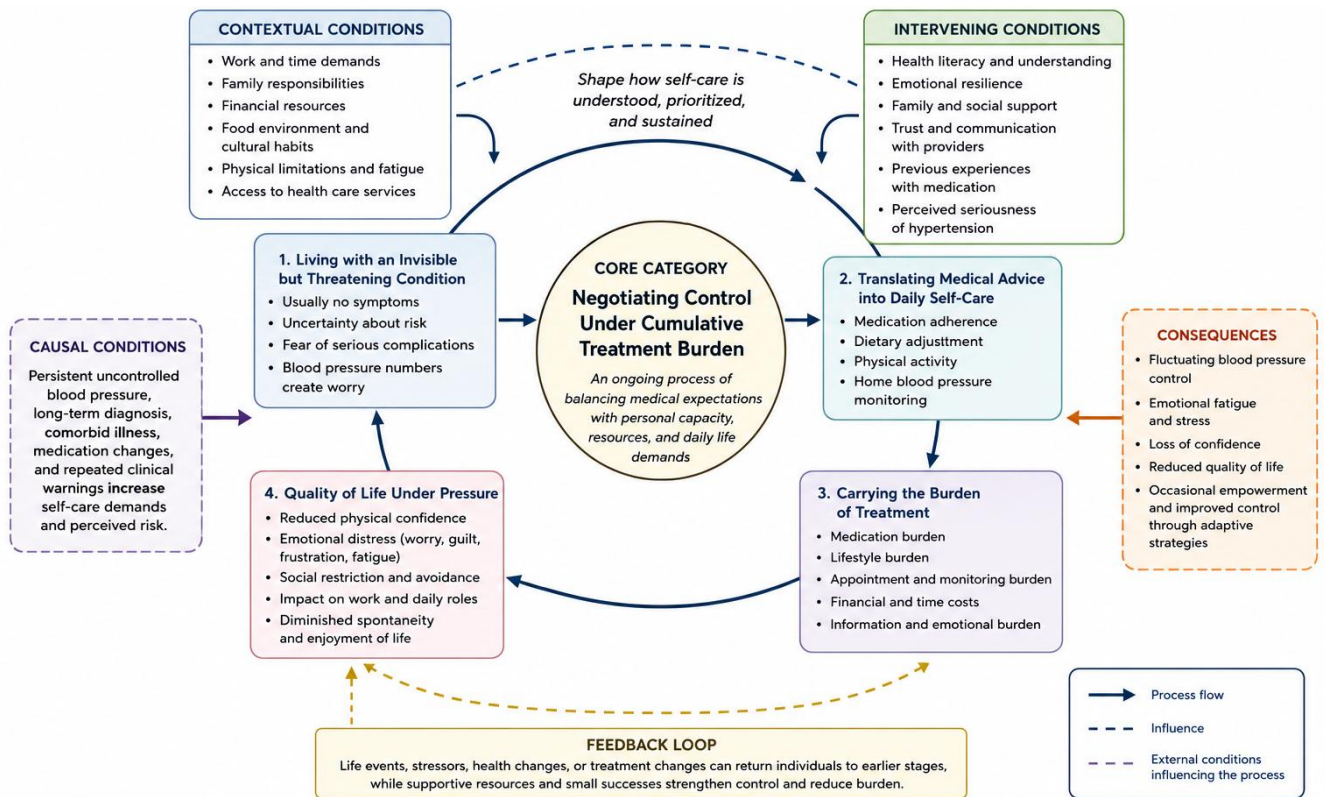 CONTEXTUAL CONDITIONS
• Work and time demands
• Family responsibilities
• Financial resources
• Food environment and
cultural habits
• Physical limitations and fatigue
• Access to health care services
Shape how self-care is
understood, prioritized,
and sustained
INTERVENING CONDITIONS
• Health literacy and understanding
• Emotional resilience
• Family and social support
• Trust and communication
with providers
• Previous experiences
with medication
• Perceived seriousness
of hypertension
CAUSAL CONDITIONS
Persistent uncontrolled
blood pressure,
long-term diagnosis,
comorbid illness,
medication changes,
and repeated clinical
warnings increase
self-care demands
and perceived risk.
1. Living with an Invisible
but Threatening Condition
• Usually no symptoms
• Uncertainty about risk
• Fear of serious complications
• Blood pressure numbers
create worry
CORE CATEGORY
Negotiating Control
Under Cumulative
Treatment Burden
An ongoing process of
balancing medical expectations
with personal capacity,
resources, and daily life
demands
2. Translating Medical Advice
into Daily Self-Care
• Medication adherence
• Dietary adjusttment
• Physical activity
• Home blood pressure
monitoring
CONSEQUENCES
• Fluctuating blood pressure
control
• Emotional fatigue
and stress
• Loss of confidence
• Reduced quality of life
• Occasional empowerment
and improved control
through adaptive
strategies
4. Quality of Life Under Pressure
• Reduced physical confidence
• Emotional distress (worry, guilt,
frustration, fatigue)
• Social restriction and avoidance
• Impact on work and daily roles
• Diminished spontaneity
and enjoyment of life
3. Carrying the Burden
of Treatment
• Medication burden
• Lifestyle burden
• Appointment and monitoring burden
• Financial and time costs
• Information and emotional burden
FEEDBACK LOOP
Life events, stressors, health changes, or treatment changes can return individuals to earlier stages,
while supportive resources and small successes strengthen control and reduce burden.
Process flow
Influence
External conditions
influencing the process